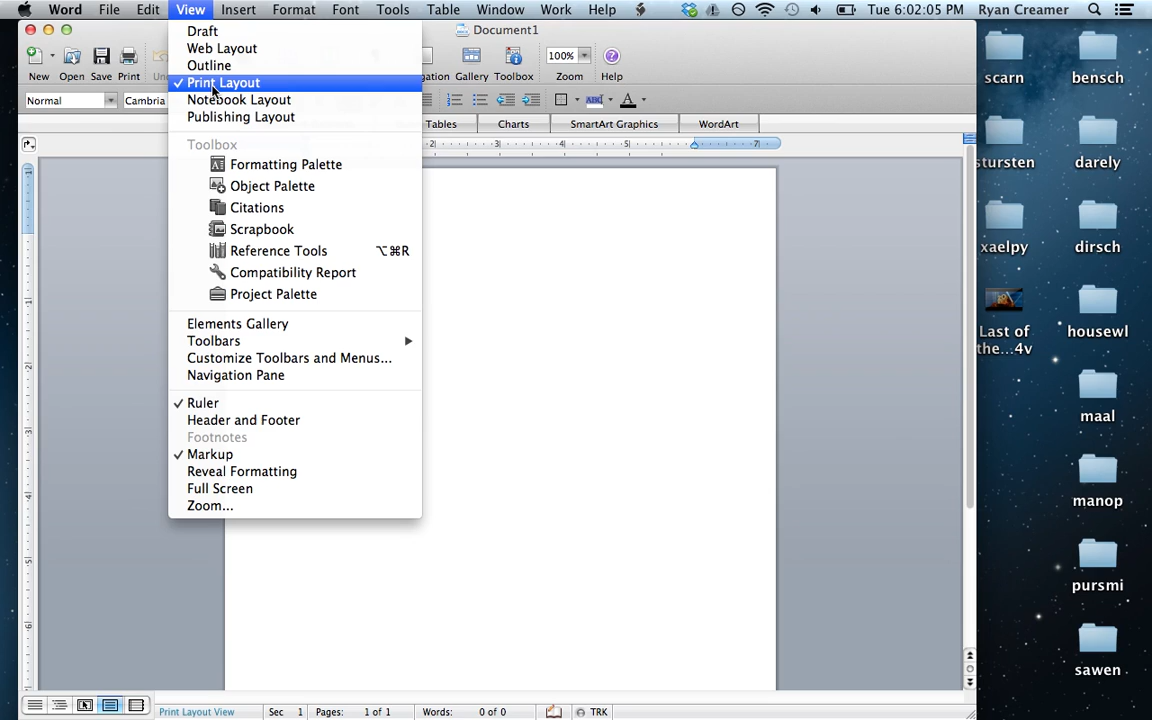 Word File Edit View Insert Format Font Tools Table Window Work Help Tue 6:02:05 PM Ryan Creamer
Document1
New Open Save Print
Gallery Toolbox 100% Zoom Help
Normal Cambria
Tables Charts SmartArt Graphics WordArt
Draft
Web Layout
Outline
✓ Print Layout
Notebook Layout
Publishing Layout
Toolbox
Formatting Palette
Object Palette
Citations
Scrapbook
Reference Tools ⌥⌘R
Compatibility Report
Project Palette
Elements Gallery
Toolbars
Customize Toolbars and Menus...
Navigation Pane
✓ Ruler
Header and Footer
Footnotes
✓ Markup
Reveal Formatting
Full Screen
Zoom...
scarn bensch
stursten darely
xaelpy dirsch
Last of
the...4v
housewl
maal
manop
pursmi
sawen
Print Layout View Sec 1 Pages: 1 of 1 Words: 0 of 0 TRK